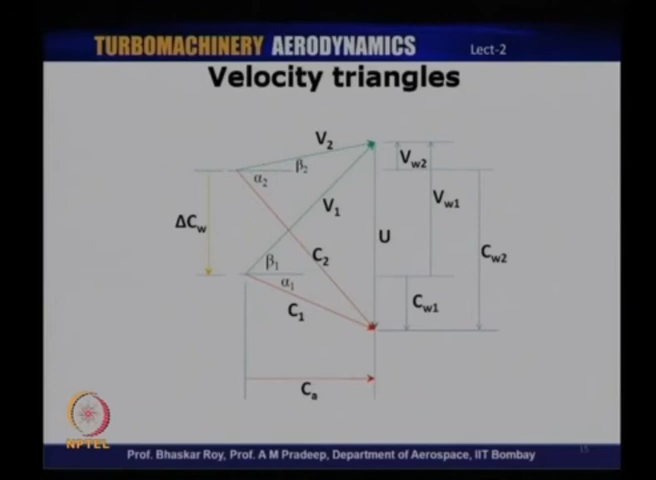 TURBOMACHINERY AERODYNAMICS Lect-2
Velocity triangles
V2
β2
α2
Vw2
Vw1
V1
ΔCw
U
C2
Cw2
β1
α1
Cw1
C1
Ca
NPTEL
Prof. Bhaskar Roy, Prof. A M Pradeep, Department of Aerospace, IIT Bombay
15